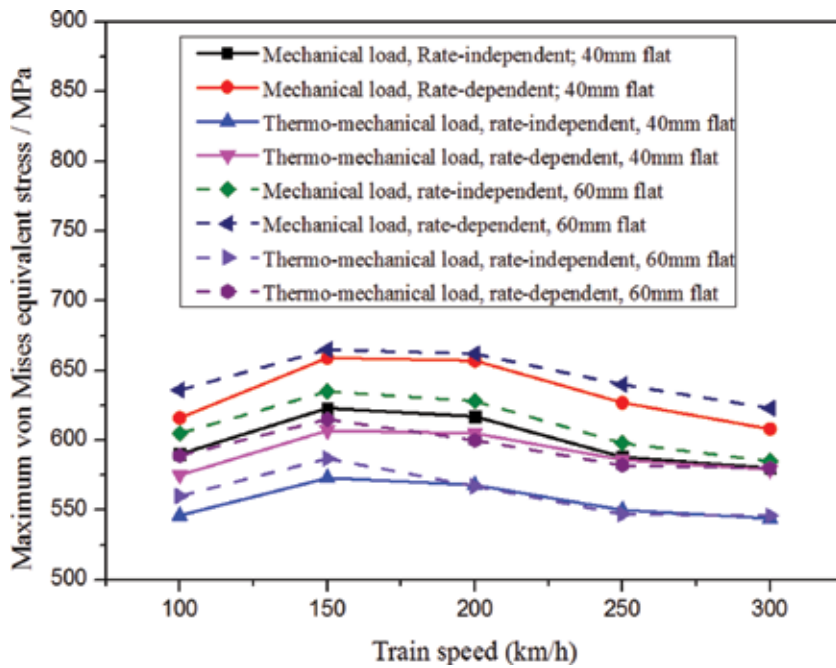 900
850
800
750
700
650
600
550
500
Maximum von Mises equivalent stress / MPa
Mechanical load, Rate-independent; 40mm flat
Mechanical load, Rate-dependent; 40mm flat
Thermo-mechanical load, rate-independent, 40mm flat
Thermo-mechanical load, rate-dependent, 40mm flat
Mechanical load, rate-independent, 60mm flat
Mechanical load, rate-dependent, 60mm flat
Thermo-mechanical load, rate-independent, 60mm flat
Thermo-mechanical load, rate-dependent, 60mm flat
100 150 200 250 300
Train speed (km/h)